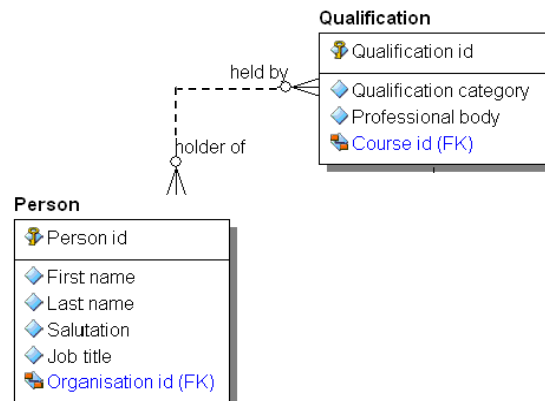 Qualification
Qualification id
held by
Qualification category
Professional body
Course id (FK)
holder of
Person
Person id
First name
Last name
Salutation
Job title
Organisation id (FK)